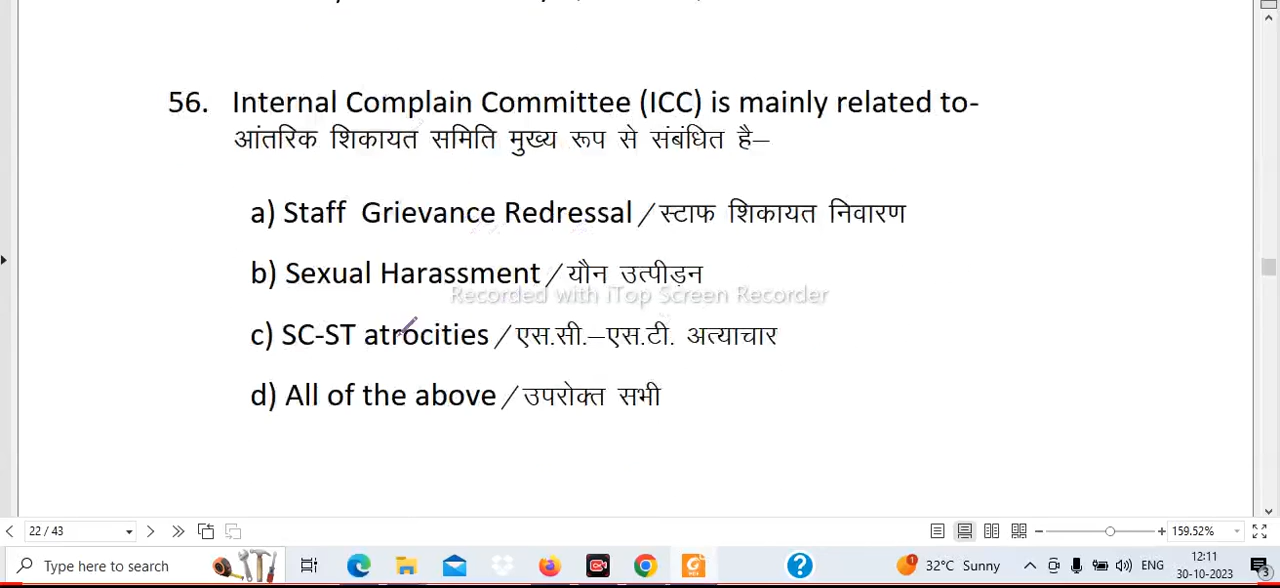 56. Internal Complain Committee (ICC) is mainly related to-
आंतरिक शिकायत समिति मुख्य रूप से संबंधित है–
a) Staff Grievance Redressal /स्टाफ शिकायत निवारण
b) Sexual Harassment /यौन उत्पीड़न
Recorded with iTop Screen Recorder
c) SC-ST atrocities /एस.सी.–एस.टी. अत्याचार
d) All of the above /उपरोक्त सभी
22 / 43
159.52%
Type here to search
32°C Sunny
ENG
12:11
30-10-2023
3